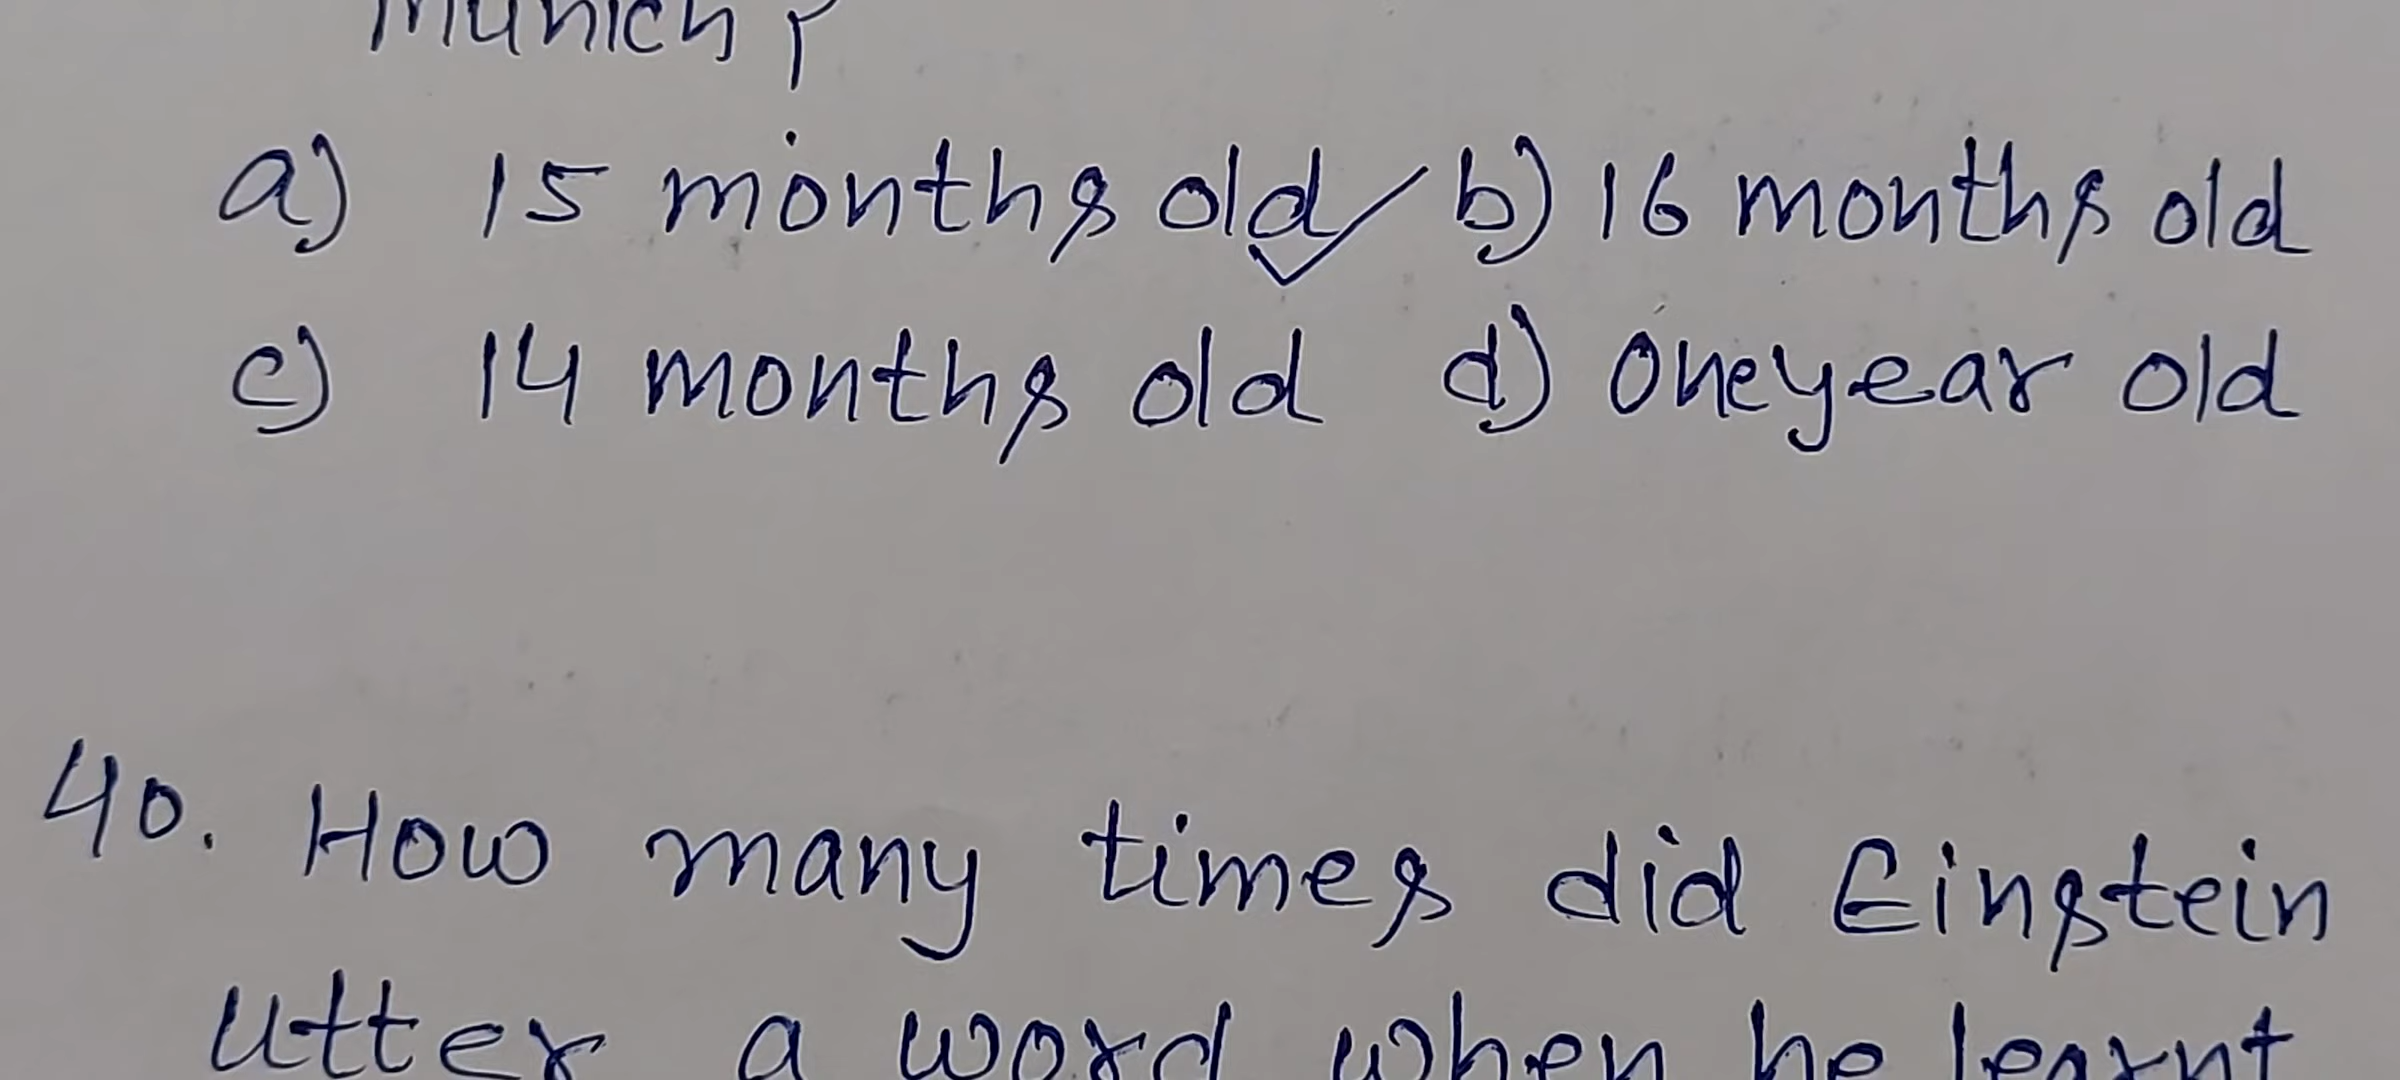 Munich ?
a) 15 months old ✓ b) 16 months old
c) 14 months old d) One year old
40. How many times did Einstein
utter a word when he learnt